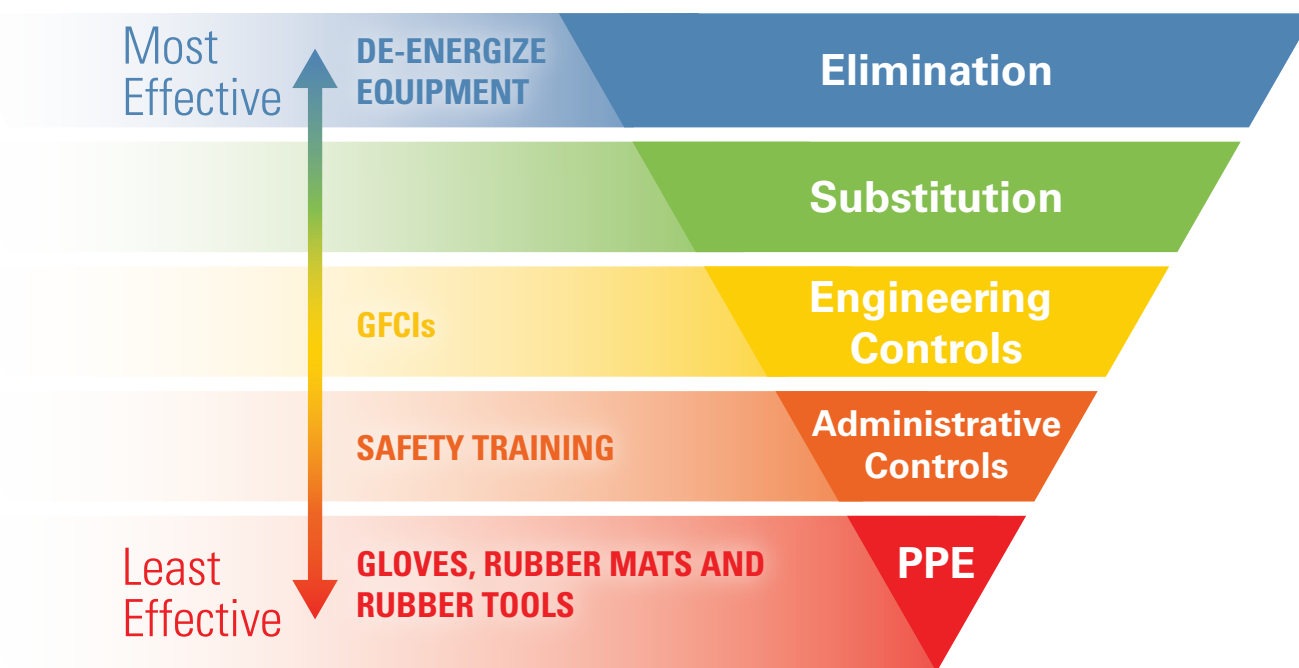 Most
Effective
DE-ENERGIZE
EQUIPMENT
Elimination
Substitution
GFCIs
Engineering
Controls
SAFETY TRAINING
Administrative
Controls
Least
Effective
GLOVES, RUBBER MATS AND
RUBBER TOOLS
PPE